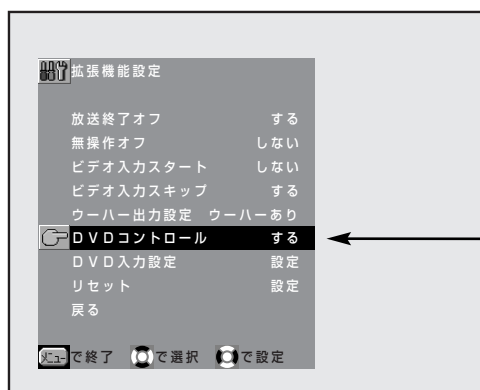 拡張機能設定
放送終了オフ する
無操作オフ しない
ビデオ入力スタート しない
ビデオ入力スキップ する
ウーハー出力設定 ウーハーあり
DVDコントロール する
DVD入力設定 設定
リセット 設定
戻る
メニューで終了 で選択 で設定